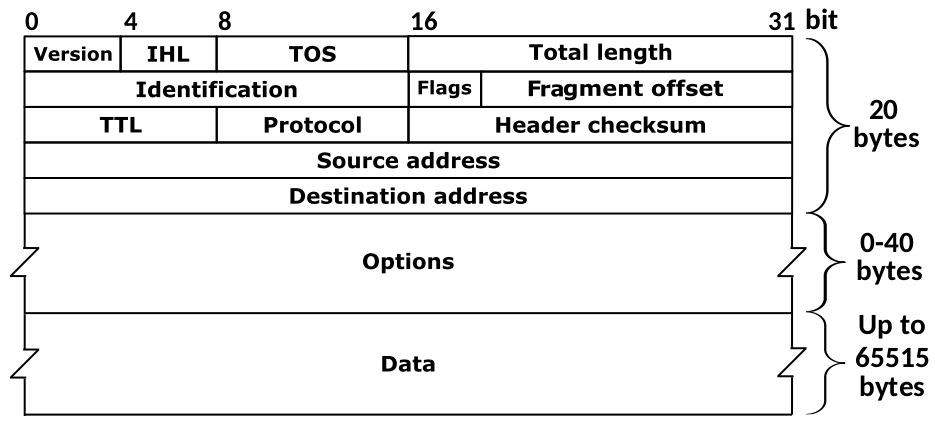 0 4 8 16 31 bit
Version IHL TOS Total length
Identification Flags Fragment offset
TTL Protocol Header checksum
Source address
Destination address
20
bytes
Options
0-40
bytes
Data
Up to
65515
bytes